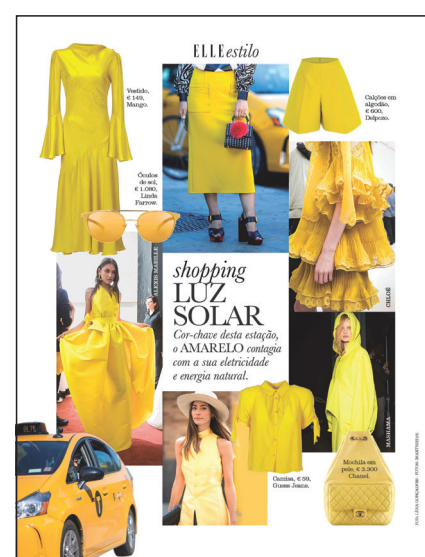 ELLE estilo
Vestido,
€ 149,
Mango.
Calções em
algodão,
€ 600,
Delpozo.
Óculos
de sol,
€ 1.080,
Linda
Farrow.
ALEXIS MABILLE
CHLOÉ
shopping
LUZ
SOLAR
Cor-chave desta estação,
o AMARELO contagia
com a sua eletricidade
e energia natural.
Camisa, € 59,
Guess Jeans.
Mochila em
pele, € 3.300
Chanel.